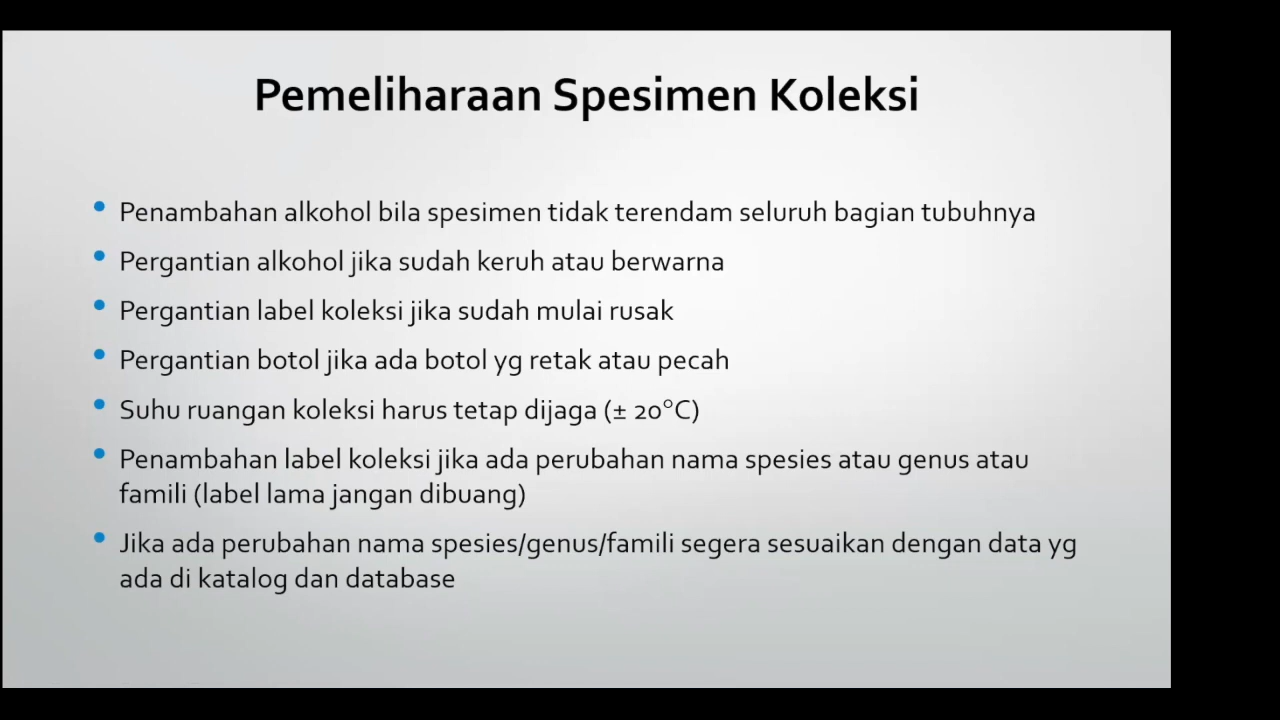 Pemeliharaan Spesimen Koleksi
• Penambahan alkohol bila spesimen tidak terendam seluruh bagian tubuhnya
• Pergantian alkohol jika sudah keruh atau berwarna
• Pergantian label koleksi jika sudah mulai rusak
• Pergantian botol jika ada botol yg retak atau pecah
• Suhu ruangan koleksi harus tetap dijaga (± 20°C)
• Penambahan label koleksi jika ada perubahan nama spesies atau genus atau
famili (label lama jangan dibuang)
• Jika ada perubahan nama spesies/genus/famili segera sesuaikan dengan data yg
ada di katalog dan database